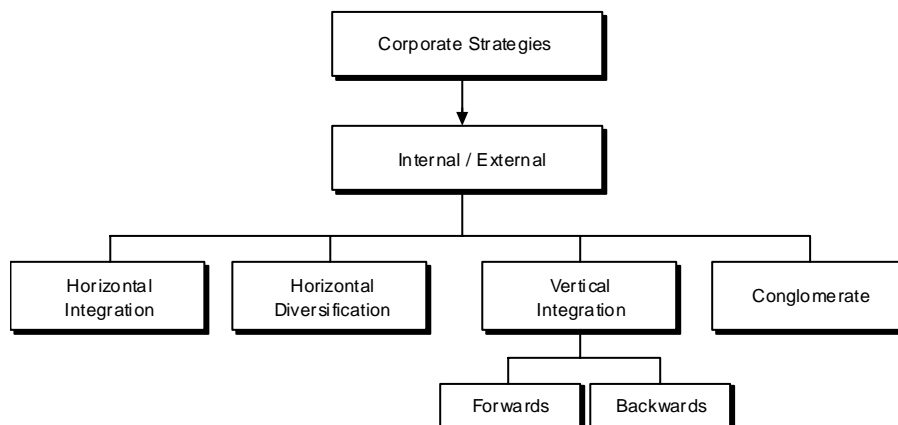 Corporate Strategies
Internal / External
Horizontal
Integration
Horizontal
Diversification
Vertical
Integration
Conglomerate
Forwards
Backwards